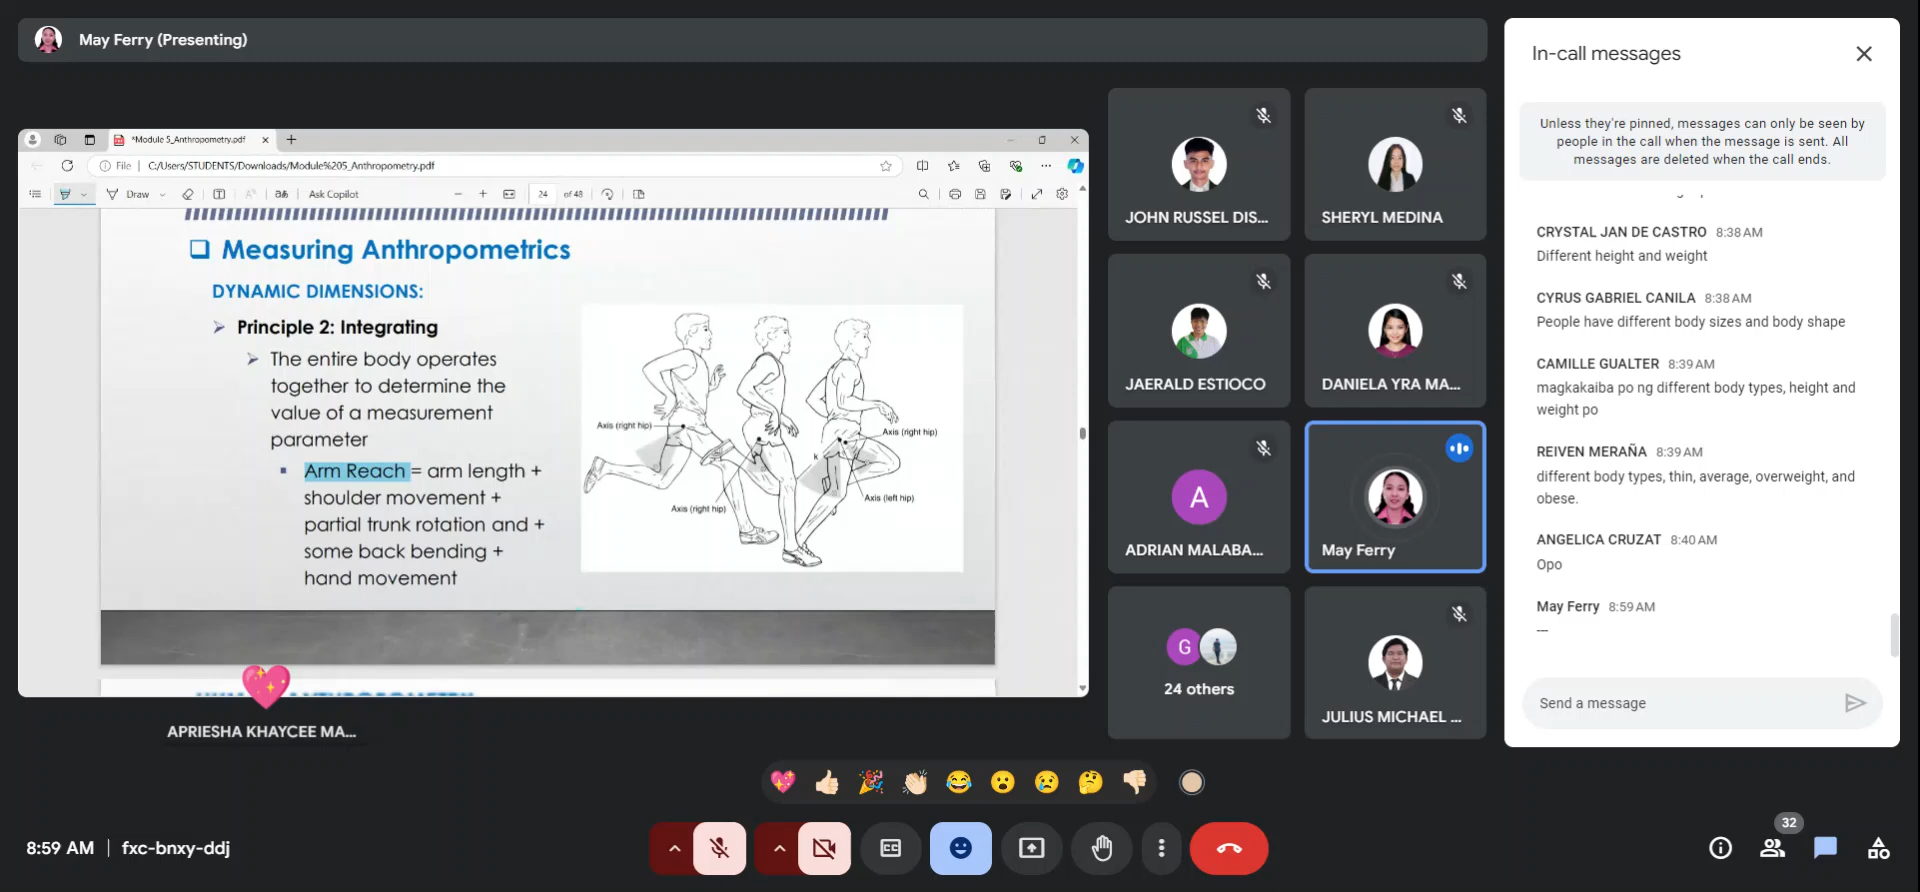 May Ferry (Presenting)
*Module 5_Anthropometry.pdf
File
C:/Users/STUDENTS/Downloads/Module%205_Anthropometry.pdf
Draw
Ask Copilot
24
of 48
Measuring Anthropometrics
DYNAMIC DIMENSIONS:
Principle 2: Integrating
The entire body operates
together to determine the
value of a measurement
parameter
Arm Reach = arm length +
shoulder movement +
partial trunk rotation and +
some back bending +
hand movement
Axis (right hip)
Axis (right hip)
Axis (right hip)
Axis (left hip)
k
APRIESHA KHAYCEE MA...
JOHN RUSSEL DIS...
SHERYL MEDINA
JAERALD ESTIOCO
DANIELA YRA MA...
A
ADRIAN MALABA...
May Ferry
G
24 others
JULIUS MICHAEL ...
In-call messages
Unless they're pinned, messages can only be seen by
people in the call when the message is sent. All
messages are deleted when the call ends.
CRYSTAL JAN DE CASTRO 8:38 AM
Different height and weight
CYRUS GABRIEL CANILA 8:38 AM
People have different body sizes and body shape
CAMILLE GUALTER 8:39 AM
magkakaiba po ng different body types, height and
weight po
REIVEN MERAÑA 8:39 AM
different body types, thin, average, overweight, and
obese.
ANGELICA CRUZAT 8:40 AM
Opo
May Ferry 8:59 AM
---
Send a message
8:59 AM | fxc-bnxy-ddj
32